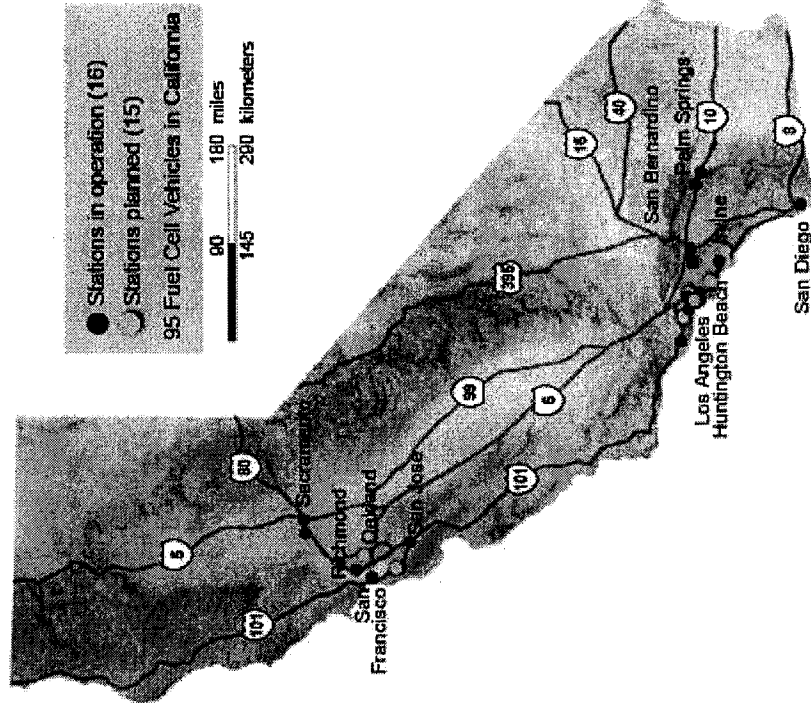 Stations in operation (16)
Stations planned (15)
95 Fuel Cell Vehicles in California
90 180 miles
145 290 kilometers
5
101
80
Sacramento
Richmond
Oakland
San
Francisco
San Jose
99
5
101
395
15
40
San Bernardino
Palm Springs
10
Los Angeles
Huntington Beach
Irvine
8
San Diego